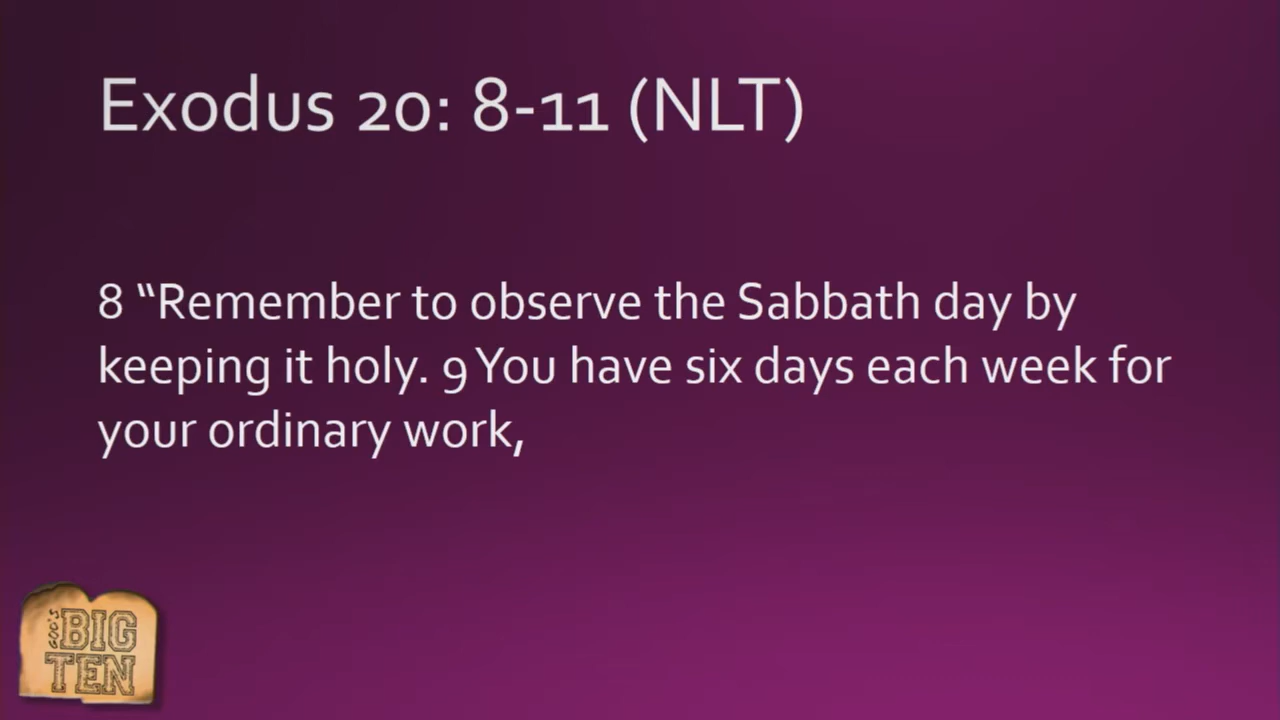 Exodus 20: 8-11 (NLT)
8 “Remember to observe the Sabbath day by
keeping it holy. 9 You have six days each week for
your ordinary work,
GOD'S
BIG
TEN